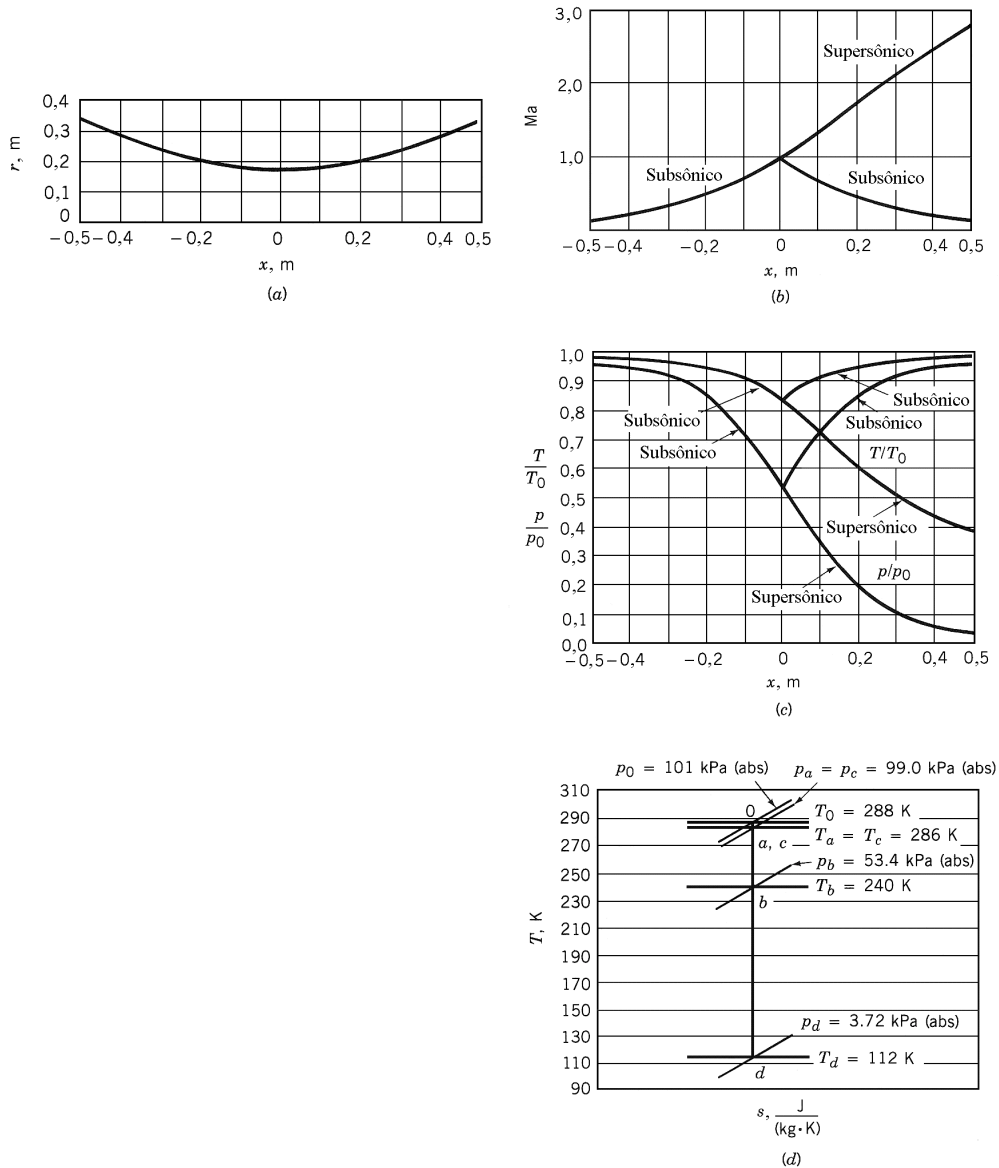 0,4
0,3
0,2
0,1
0
r, m
−0,5 −0,4 −0,2 0 0,2 0,4 0,5
x, m
(a)
3,0
2,0
1,0
Ma
Supersônico
Subsônico
Subsônico
−0,5 −0,4 −0,2 0 0,2 0,4 0,5
x, m
(b)
1,0
0,9
0,8
0,7
0,6
0,5
0,4
0,3
0,2
0,1
0,0
T/T0
p/p0
Subsônico
Subsônico
Subsônico
Subsônico
T/T0
Supersônico
p/p0
Supersônico
−0,5 −0,4 −0,2 0 0,2 0,4 0,5
x, m
(c)
p0 = 101 kPa (abs)
pa = pc = 99.0 kPa (abs)
310
290
270
250
230
210
190
170
150
130
110
90
T, K
0
T0 = 288 K
a, c
Ta = Tc = 286 K
pb = 53.4 kPa (abs)
Tb = 240 K
b
pd = 3.72 kPa (abs)
Td = 112 K
d
s, J/(kg·K)
(d)